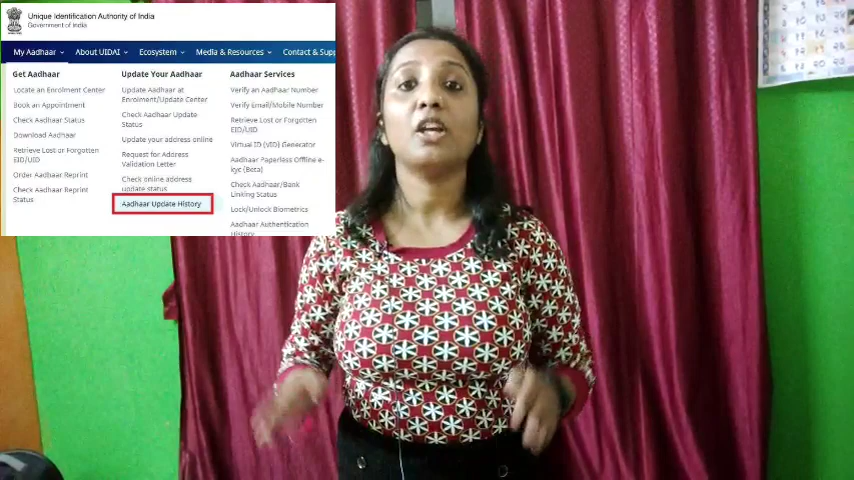 Unique Identification Authority of India
Government of India
My Aadhaar About UIDAI Ecosystem Media & Resources Contact & Supp
Get Aadhaar
Locate an Enrolment Center
Book an Appointment
Check Aadhaar Status
Download Aadhaar
Retrieve Lost or Forgotten
EID/UID
Order Aadhaar Reprint
Check Aadhaar Reprint
Status
Update Your Aadhaar
Update Aadhaar at
Enrolment/Update Center
Check Aadhaar Update
Status
Update your address online
Request for Address
Validation Letter
Check online address
update status
Aadhaar Update History
Aadhaar Services
Verify an Aadhaar Number
Verify Email/Mobile Number
Retrieve Lost or Forgotten
EID/UID
Virtual ID (VID) Generator
Aadhaar Paperless Offline e-
kyc (Beta)
Check Aadhaar/Bank
Linking Status
Lock/Unlock Biometrics
Aadhaar Authentication
History